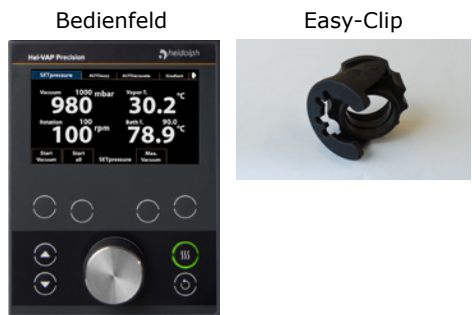 Bedienfeld
Easy-Clip
Hei-VAP Precision
heidolph
SETpressure AUTOeasy AUTOaccurate Gradient
Vacuum 1000 mbar
980
Vapor T. °C
30.2
Rotation 100 rpm
100
Bath T. 90.0 °C
78.9
Start Vacuum
Start all
SETpressure
Max. Vacuum